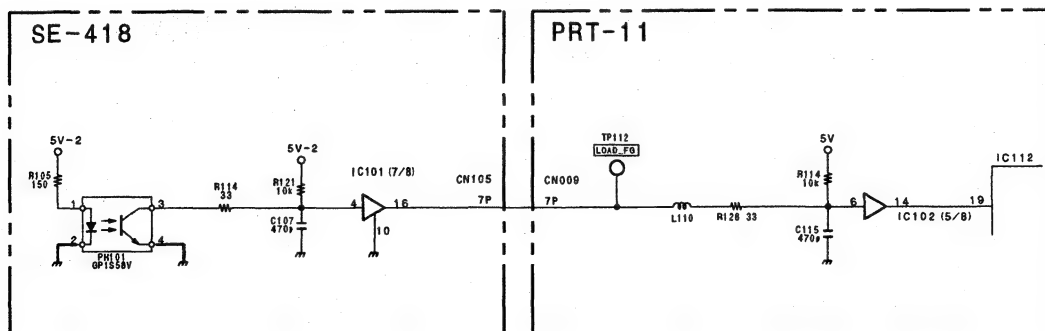 SE-418
5V-2
R105
150
1
2
3
4
PH101
GP1S58V
R114
33
5V-2
R121
10k
C107
470p
IC101 (7/8)
4
16
10
CN105
7P
PRT-11
CN009
7P
TP112
LOAD_FG
L110
R128 33
5V
R114
10k
C115
470p
6
14
IC102 (5/8)
19
IC112